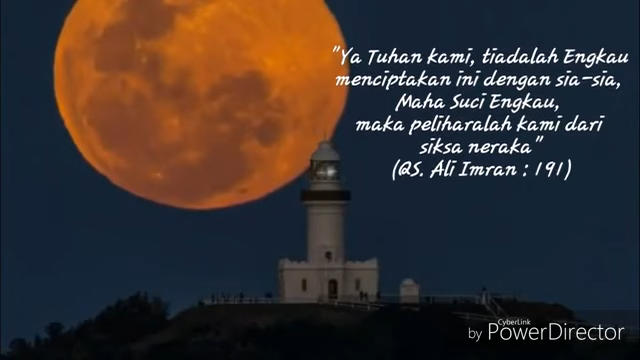 "Ya Tuhan kami, tiadalah Engkau
menciptakan ini dengan sia-sia,
Maha Suci Engkau,
maka peliharalah kami dari
siksa neraka"
(QS. Ali Imran : 191)
CyberLink
by PowerDirector